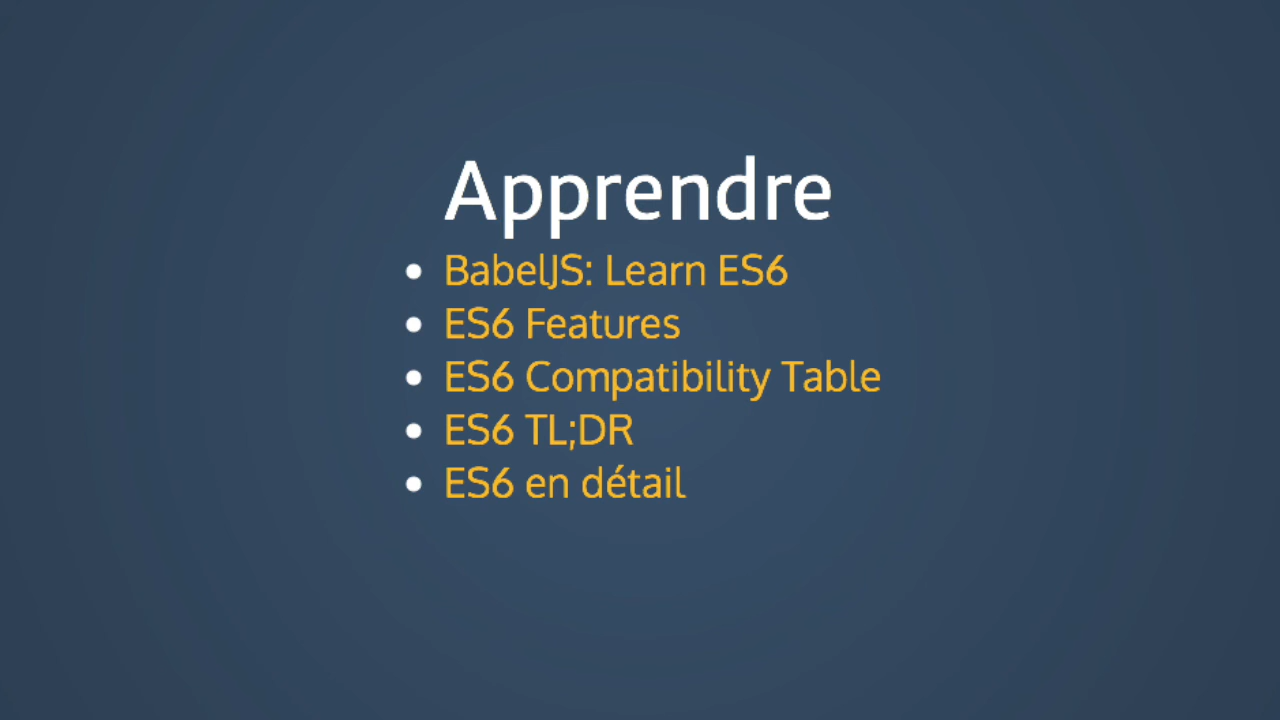 Apprendre
BabelJS: Learn ES6
ES6 Features
ES6 Compatibility Table
ES6 TL;DR
ES6 en détail